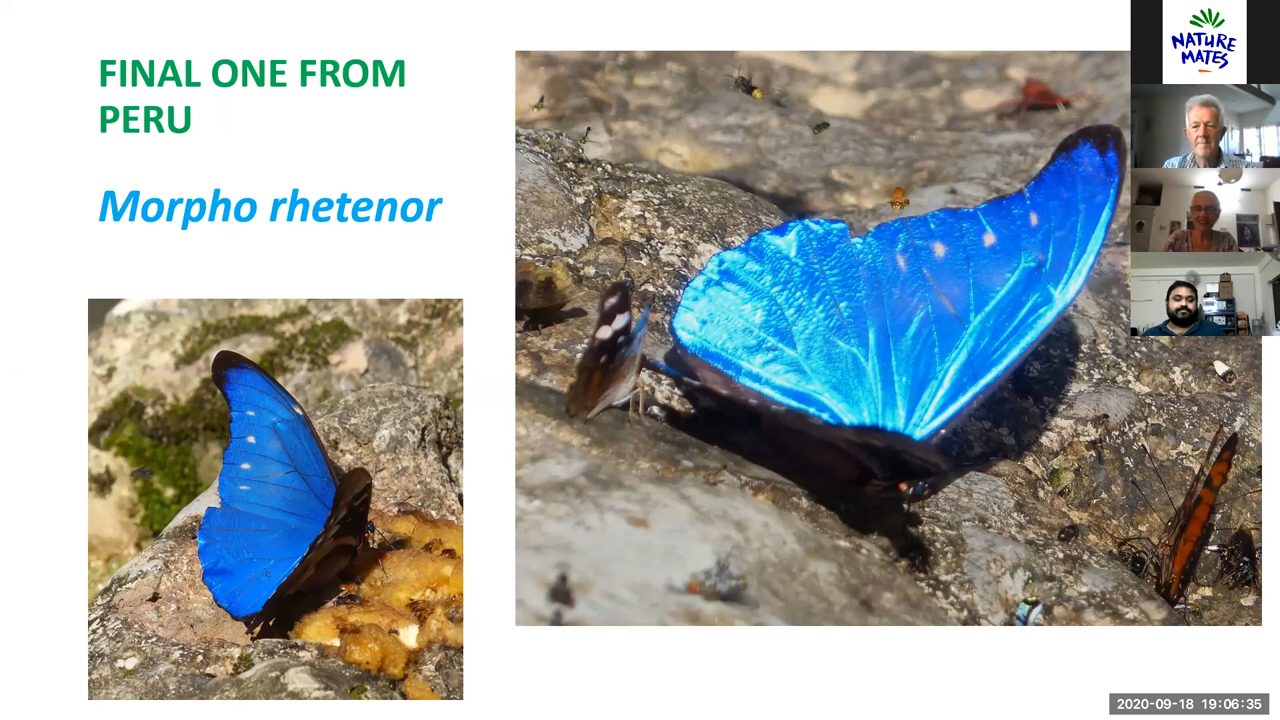 FINAL ONE FROM
PERU
Morpho rhetenor
NATURE
MATES
2020-09-18 19:06:35